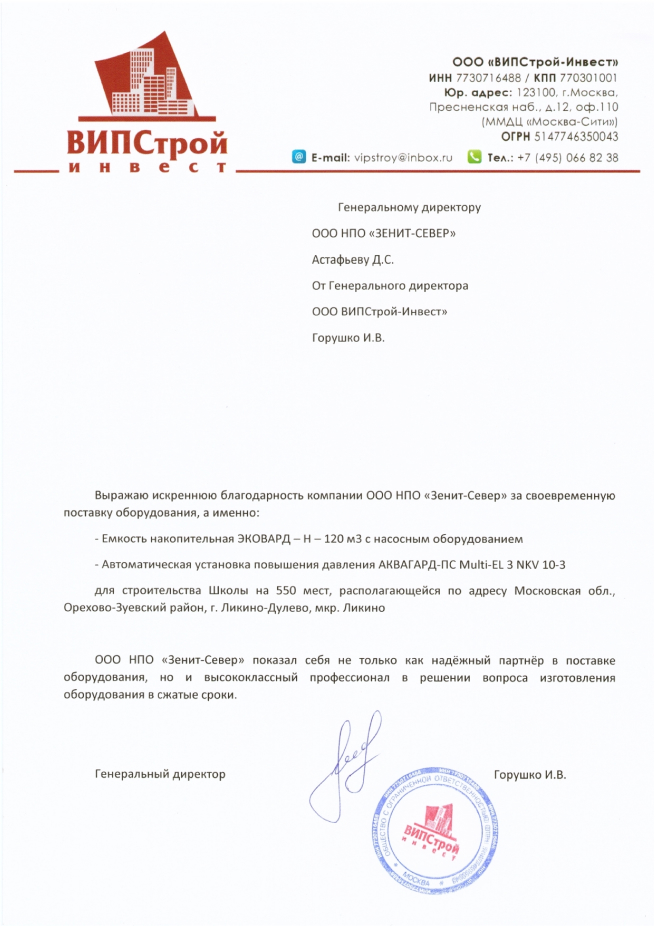 ВИПСтрой
инвест
ООО «ВИПСтрой-Инвест»
ИНН 7730716488 / КПП 770301001
Юр. адрес: 123100, г.Москва,
Пресненская наб., д.12, оф.110
(ММДЦ «Москва-Сити»)
ОГРН 5147746350043
E-mail: vipstroy@inbox.ru Тел.: +7 (495) 066 82 38
Генеральному директору
ООО НПО «ЗЕНИТ-СЕВЕР»
Астафьеву Д.С.
От Генерального директора
ООО ВИПСтрой-Инвест»
Горушко И.В.
Выражаю искреннюю благодарность компании ООО НПО «Зенит-Север» за своевременную
поставку оборудования, а именно:
- Емкость накопительная ЭКОВАРД – Н – 120 м3 с насосным оборудованием
- Автоматическая установка повышения давления АКВАГАРД-ПС Multi-EL 3 NKV 10-3
для строительства Школы на 550 мест, располагающейся по адресу Московская обл.,
Орехово-Зуевский район, г. Ликино-Дулево, мкр. Ликино
ООО НПО «Зенит-Север» показал себя не только как надёжный партнёр в поставке
оборудования, но и высококлассный профессионал в решении вопроса изготовления
оборудования в сжатые сроки.
Генеральный директор Горушко И.В.
ОБЩЕСТВО С ОГРАНИЧЕННОЙ ОТВЕТСТВЕННОСТЬЮ
ВИПСтрой
инвест
МОСКВА